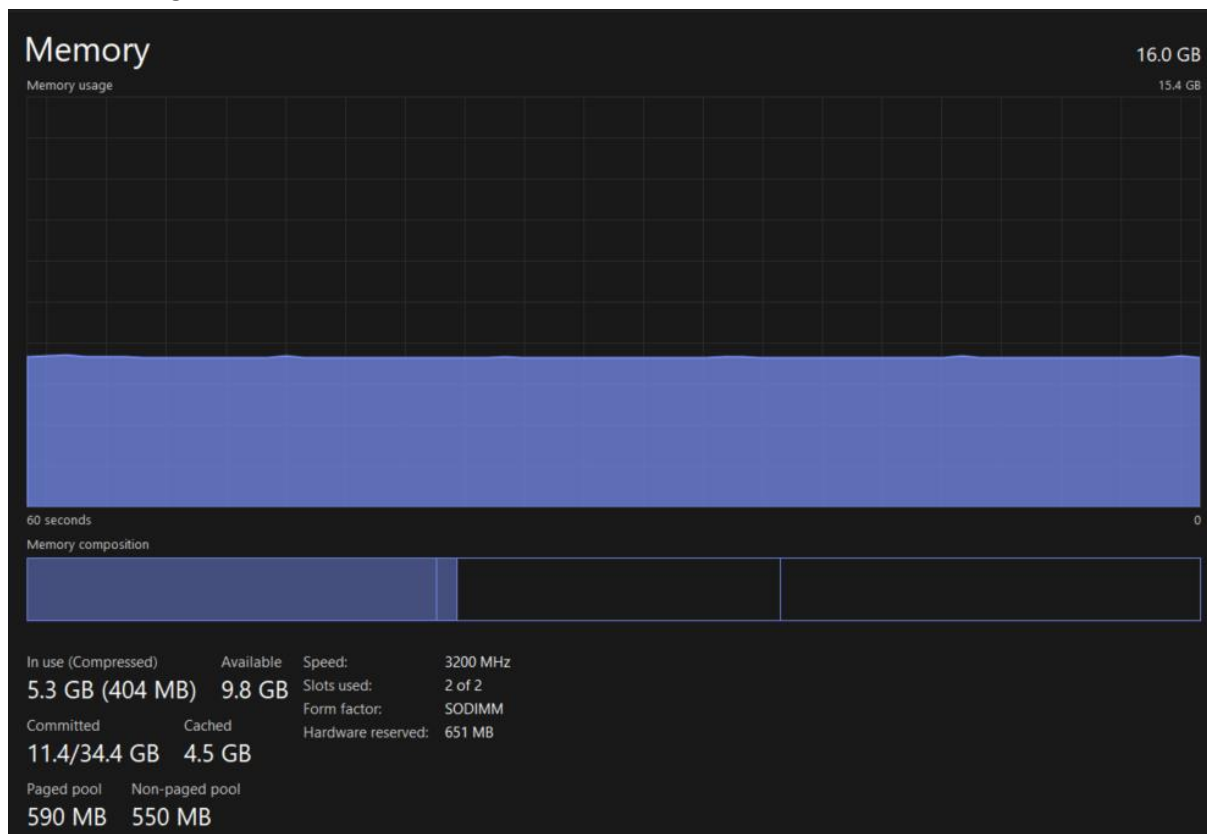 Memory 16.0 GB
Memory usage 15.4 GB
60 seconds 0
Memory composition
In use (Compressed) Available
5.3 GB (404 MB) 9.8 GB
Committed Cached
11.4/34.4 GB 4.5 GB
Paged pool Non-paged pool
590 MB 550 MB
Speed: 3200 MHz
Slots used: 2 of 2
Form factor: SODIMM
Hardware reserved: 651 MB